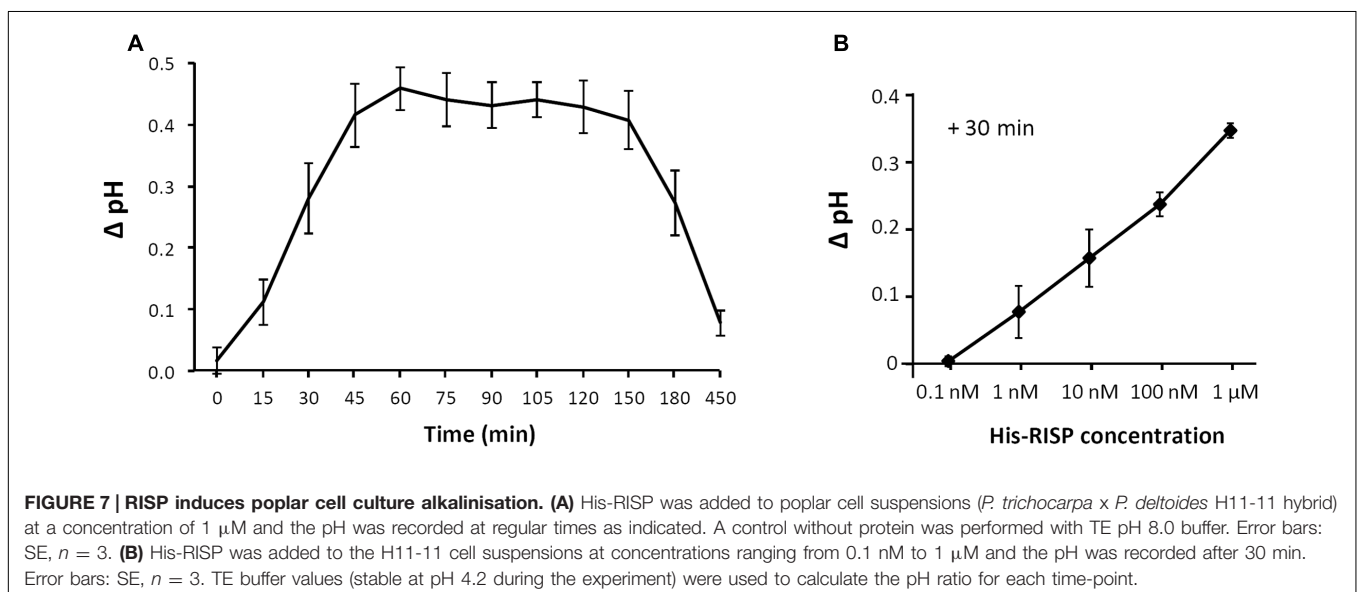 A
0.5
0.4
0.3
0.2
0.1
0.0
Δ pH
0 15 30 45 60 75 90 105 120 150 180 450
Time (min)
B
0.4
0.3
0.2
0.1
0
Δ pH
+ 30 min
0.1 nM 1 nM 10 nM 100 nM 1 µM
His-RISP concentration
FIGURE 7 | RISP induces poplar cell culture alkalinisation. (A) His-RISP was added to poplar cell suspensions (P. trichocarpa x P. deltoides H11-11 hybrid)
at a concentration of 1 µM and the pH was recorded at regular times as indicated. A control without protein was performed with TE pH 8.0 buffer. Error bars:
SE, n = 3. (B) His-RISP was added to the H11-11 cell suspensions at concentrations ranging from 0.1 nM to 1 µM and the pH was recorded after 30 min.
Error bars: SE, n = 3. TE buffer values (stable at pH 4.2 during the experiment) were used to calculate the pH ratio for each time-point.